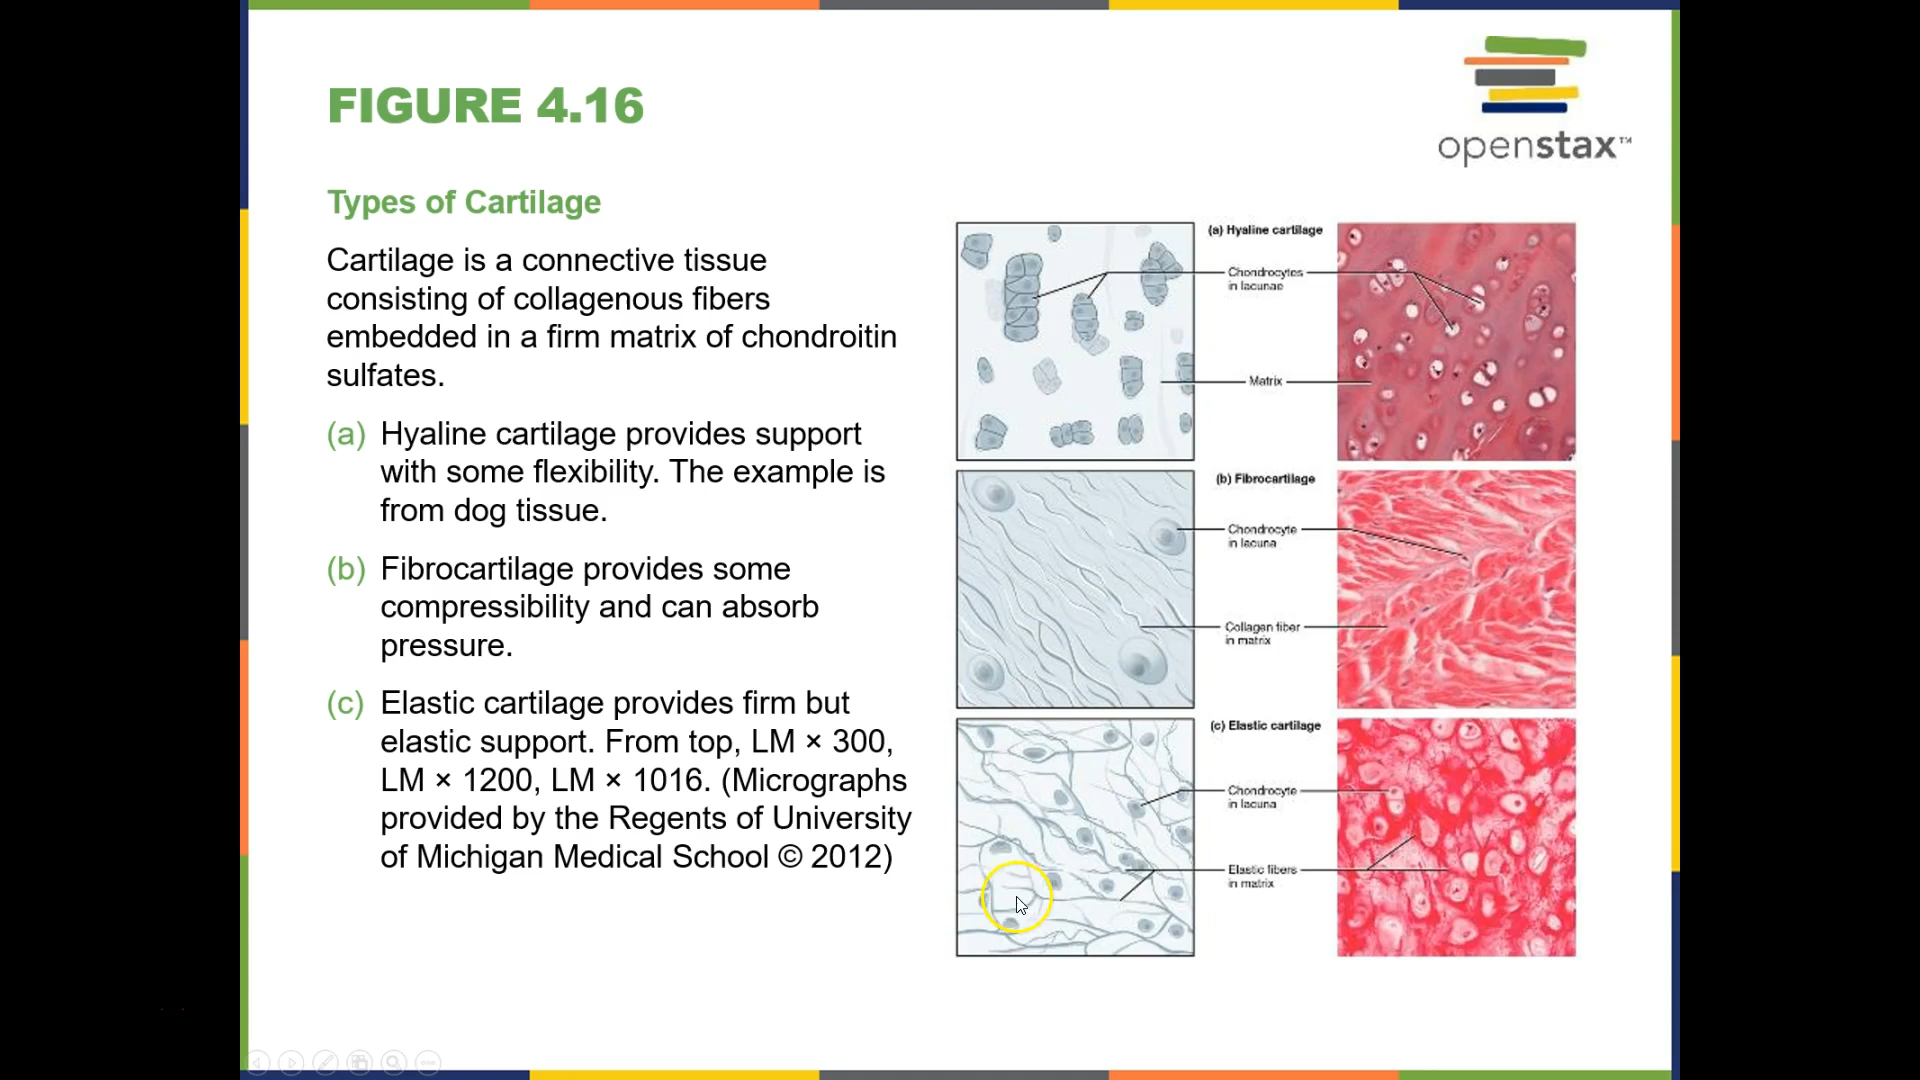 FIGURE 4.16
openstax™
Types of Cartilage
Cartilage is a connective tissue
consisting of collagenous fibers
embedded in a firm matrix of chondroitin
sulfates.
(a) Hyaline cartilage provides support
with some flexibility. The example is
from dog tissue.
(b) Fibrocartilage provides some
compressibility and can absorb
pressure.
(c) Elastic cartilage provides firm but
elastic support. From top, LM × 300,
LM × 1200, LM × 1016. (Micrographs
provided by the Regents of University
of Michigan Medical School © 2012)
(a) Hyaline cartilage
Chondrocytes
in lacunae
Matrix
(b) Fibrocartilage
Chondrocyte
in lacuna
Collagen fiber
in matrix
(c) Elastic cartilage
Chondrocyte
in lacuna
Elastic fibers
in matrix